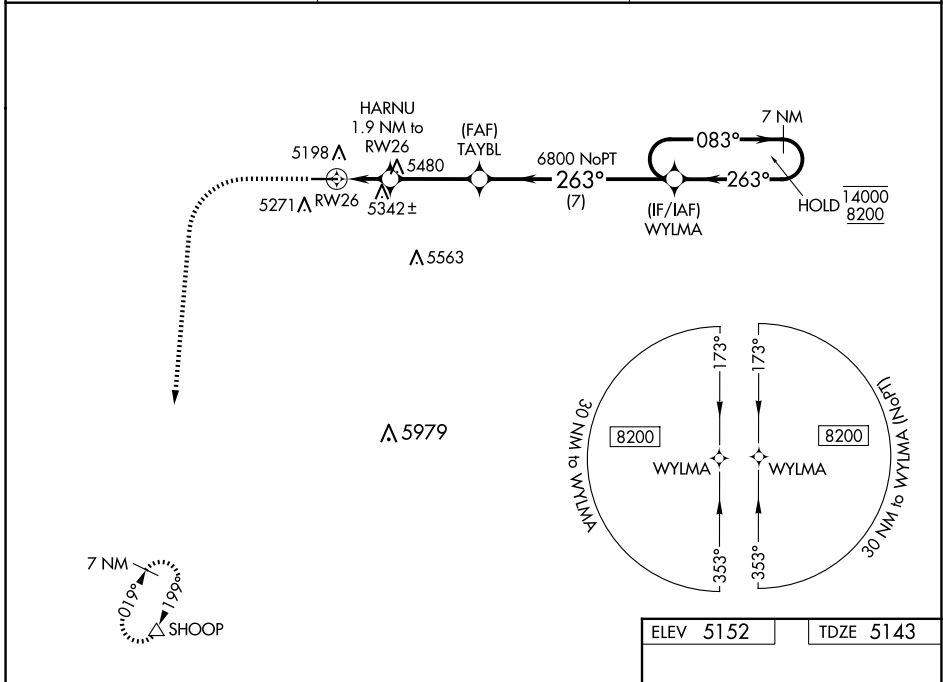 HARNU
1.9 NM to
RW26
(FAF)
TAYBL
7 NM
083°
5198
5480
6800 NoPT
263°
(7)
263°
5271
RW26
5342±
(IF/IAF)
WYLMA
HOLD
14000
8200
5563
5979
173°
173°
30 NM to WYLMA
8200
8200
30 NM to WYLMA (NoPT)
WYLMA
WYLMA
353°
353°
7 NM
019°
199°
SHOOP
ELEV 5152
TDZE 5143